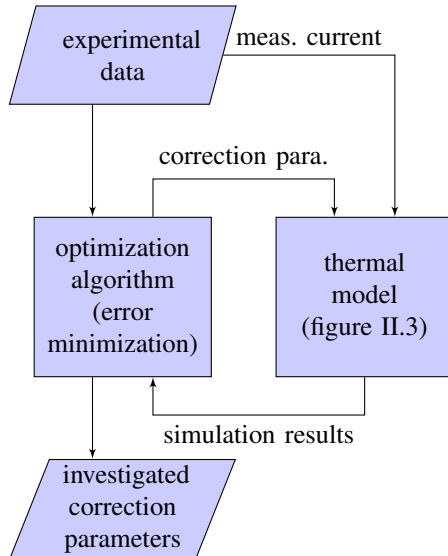 experimental
data
meas. current
correction para.
optimization
algorithm
(error
minimization)
thermal
model
(figure II.3)
simulation results
investigated
correction
parameters